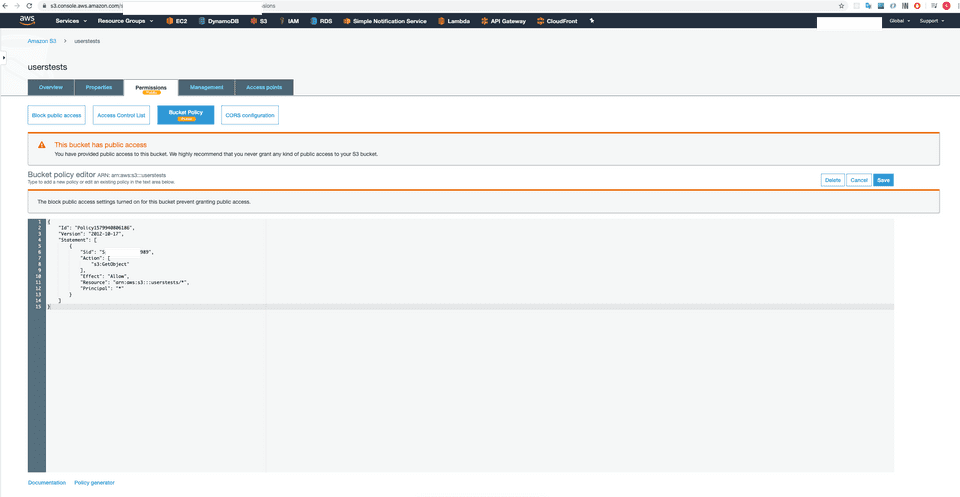 s3.console.aws.amazon.com/s
sions
aws
Services
Resource Groups
EC2
DynamoDB
S3
IAM
RDS
Simple Notification Service
Lambda
API Gateway
CloudFront
Global
Support
Amazon S3 > userstests
userstests
Overview
Properties
Permissions
Public
Management
Access points
Block public access
Access Control List
Bucket Policy
Public
CORS configuration
This bucket has public access
You have provided public access to this bucket. We highly recommend that you never grant any kind of public access to your S3 bucket.
Bucket policy editor ARN: arn:aws:s3:::userstests
Type to add a new policy or edit an existing policy in the text area below.
Delete
Cancel
Save
The block public access settings turned on for this bucket prevent granting public access.
1 {
2 "Id": "Policy1579940806106",
3 "Version": "2012-10-17",
4 "Statement": [
5 {
6 "Sid": "S 989",
7 "Action": [
8 "s3:GetObject"
9 ],
10 "Effect": "Allow",
11 "Resource": "arn:aws:s3:::userstests/*",
12 "Principal": "*"
13 }
14 ]
15 }
Documentation
Policy generator